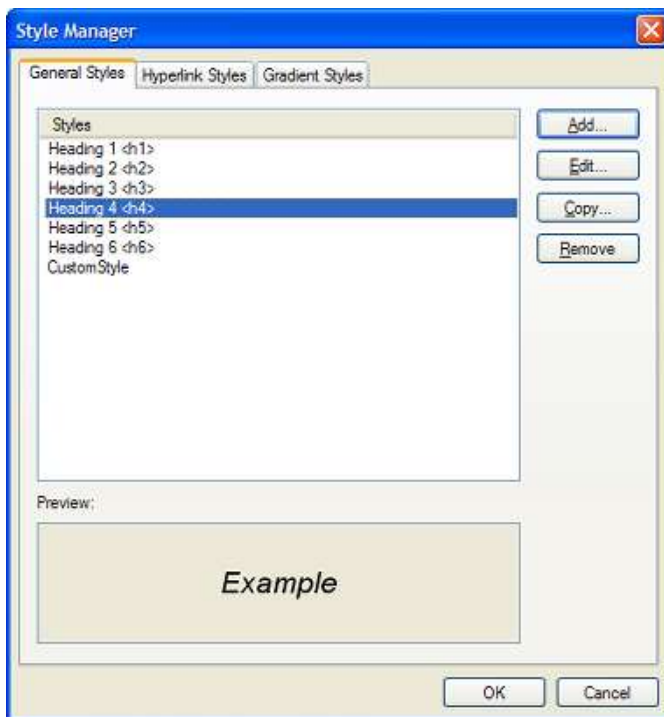 Style Manager
General Styles Hyperlink Styles Gradient Styles
Styles
Heading 1 <h1>
Heading 2 <h2>
Heading 3 <h3>
Heading 4 <h4>
Heading 5 <h5>
Heading 6 <h6>
CustomStyle
Add...
Edit...
Copy...
Remove
Preview:
Example
OK Cancel